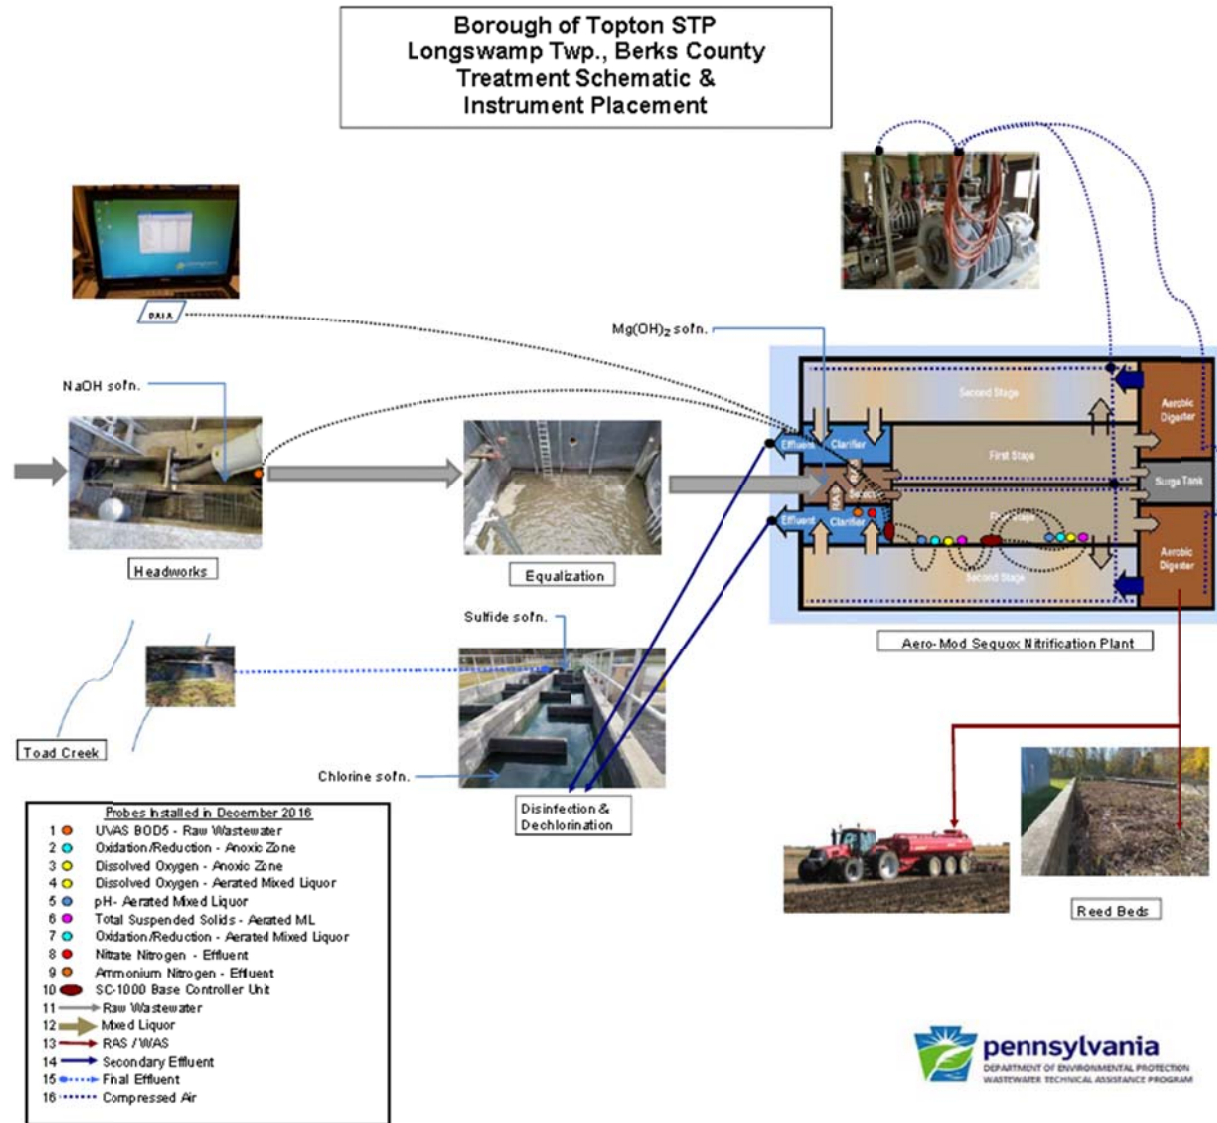 Borough of Topton STP
Longswamp Twp., Berks County
Treatment Schematic &
Instrument Placement
DATA
Mg(OH)2 sol'n.
NaOH sol'n.
Headworks
Equalization
Second Stage
Aerobic
Digester
Effluent
Clarifier
First Stage
Surge Tank
RAS
First Stage
Effluent
Clarifier
Second Stage
Aerobic
Digester
Aero-Mod Sequox Nitrification Plant
Sulfide sol'n.
Toad Creek
Chlorine sol'n.
Disinfection &
Dechlorination
Reed Beds
Probes Installed in December 2016
1 UVAS BOD5 - Raw Wastewater
2 Oxidation/Reduction - Anoxic Zone
3 Dissolved Oxygen - Anoxic Zone
4 Dissolved Oxygen - Aerated Mixed Liquor
5 pH- Aerated Mixed Liquor
6 Total Suspended Solids - Aerated ML
7 Oxidation/Reduction - Aerated Mixed Liquor
8 Nitrate Nitrogen - Effluent
9 Ammonium Nitrogen - Effluent
10 SC-1000 Base Controller Unit
11 Raw Wastewater
12 Mixed Liquor
13 RAS / WAS
14 Secondary Effluent
15 Final Effluent
16 Compressed Air
pennsylvania
DEPARTMENT OF ENVIRONMENTAL PROTECTION
WASTEWATER TECHNICAL ASSISTANCE PROGRAM